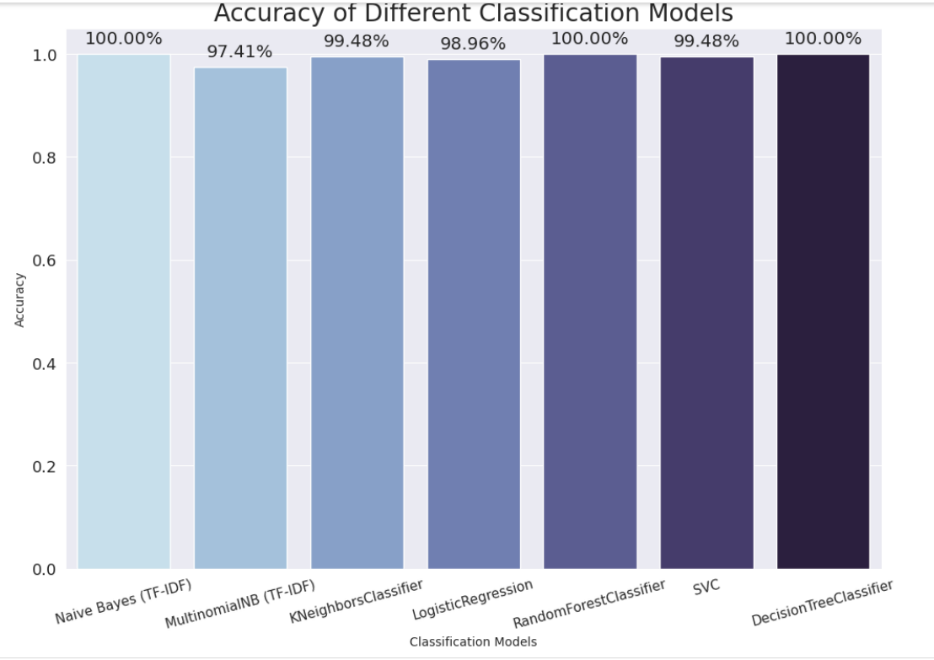 Accuracy of Different Classification Models
100.00%
97.41%
99.48%
98.96%
100.00%
99.48%
100.00%
1.0
0.8
0.6
0.4
0.2
0.0
Accuracy
Naive Bayes (TF-IDF)
MultinomialNB (TF-IDF)
KNeighborsClassifier
LogisticRegression
RandomForestClassifier
SVC
DecisionTreeClassifier
Classification Models